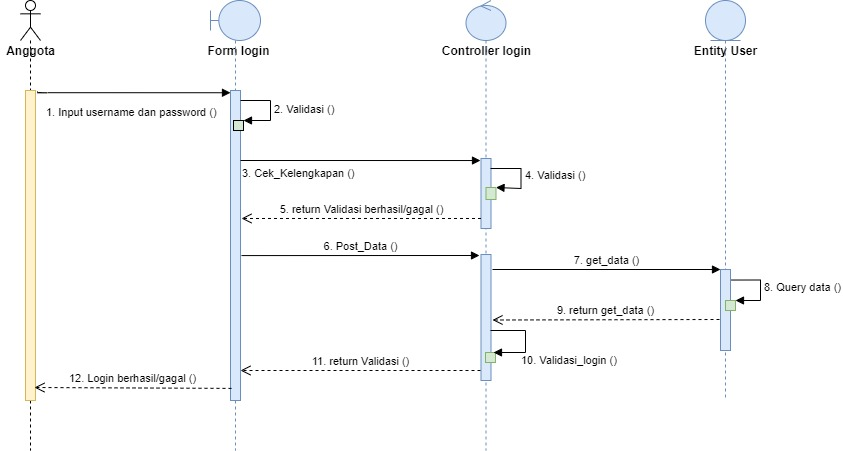 Anggota
Form login
Controller login
Entity User
1. Input username dan password ()
2. Validasi ()
3. Cek_Kelengkapan ()
4. Validasi ()
5. return Validasi berhasil/gagal ()
6. Post_Data ()
7. get_data ()
8. Query data ()
9. return get_data ()
10. Validasi_login ()
11. return Validasi ()
12. Login berhasil/gagal ()